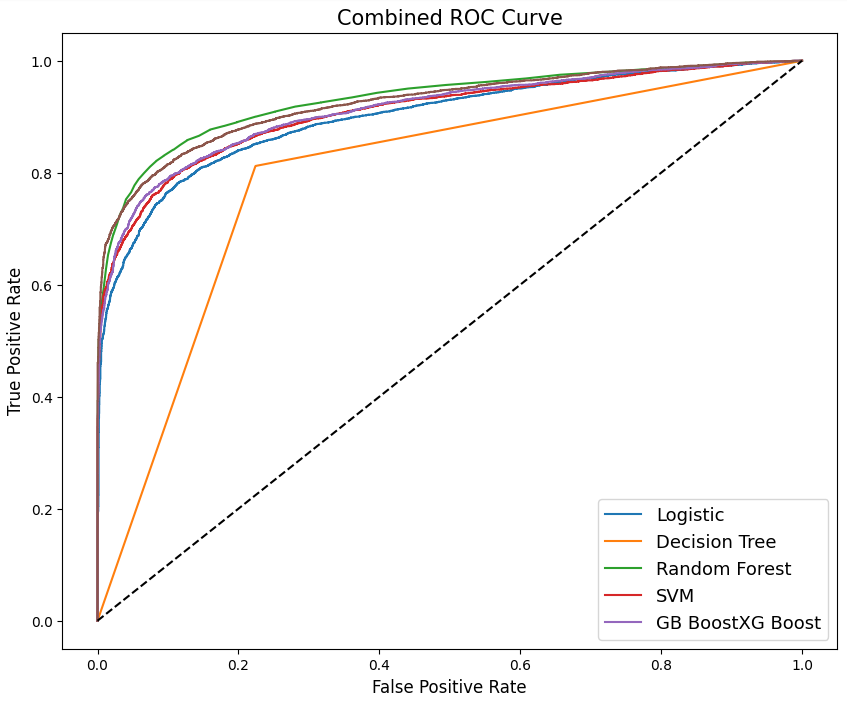 Combined ROC Curve
True Positive Rate
1.0
0.8
0.6
0.4
0.2
0.0
Logistic
Decision Tree
Random Forest
SVM
GB BoostXG Boost
0.0 0.2 0.4 0.6 0.8 1.0
False Positive Rate